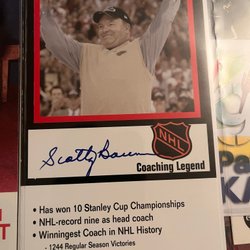 NHL
Scotty Bowman
Coaching Legend
• Has won 10 Stanley Cup Championships
• NHL-record nine as head coach
• Winningest Coach in NHL History
- 1244 Regular Season Victories